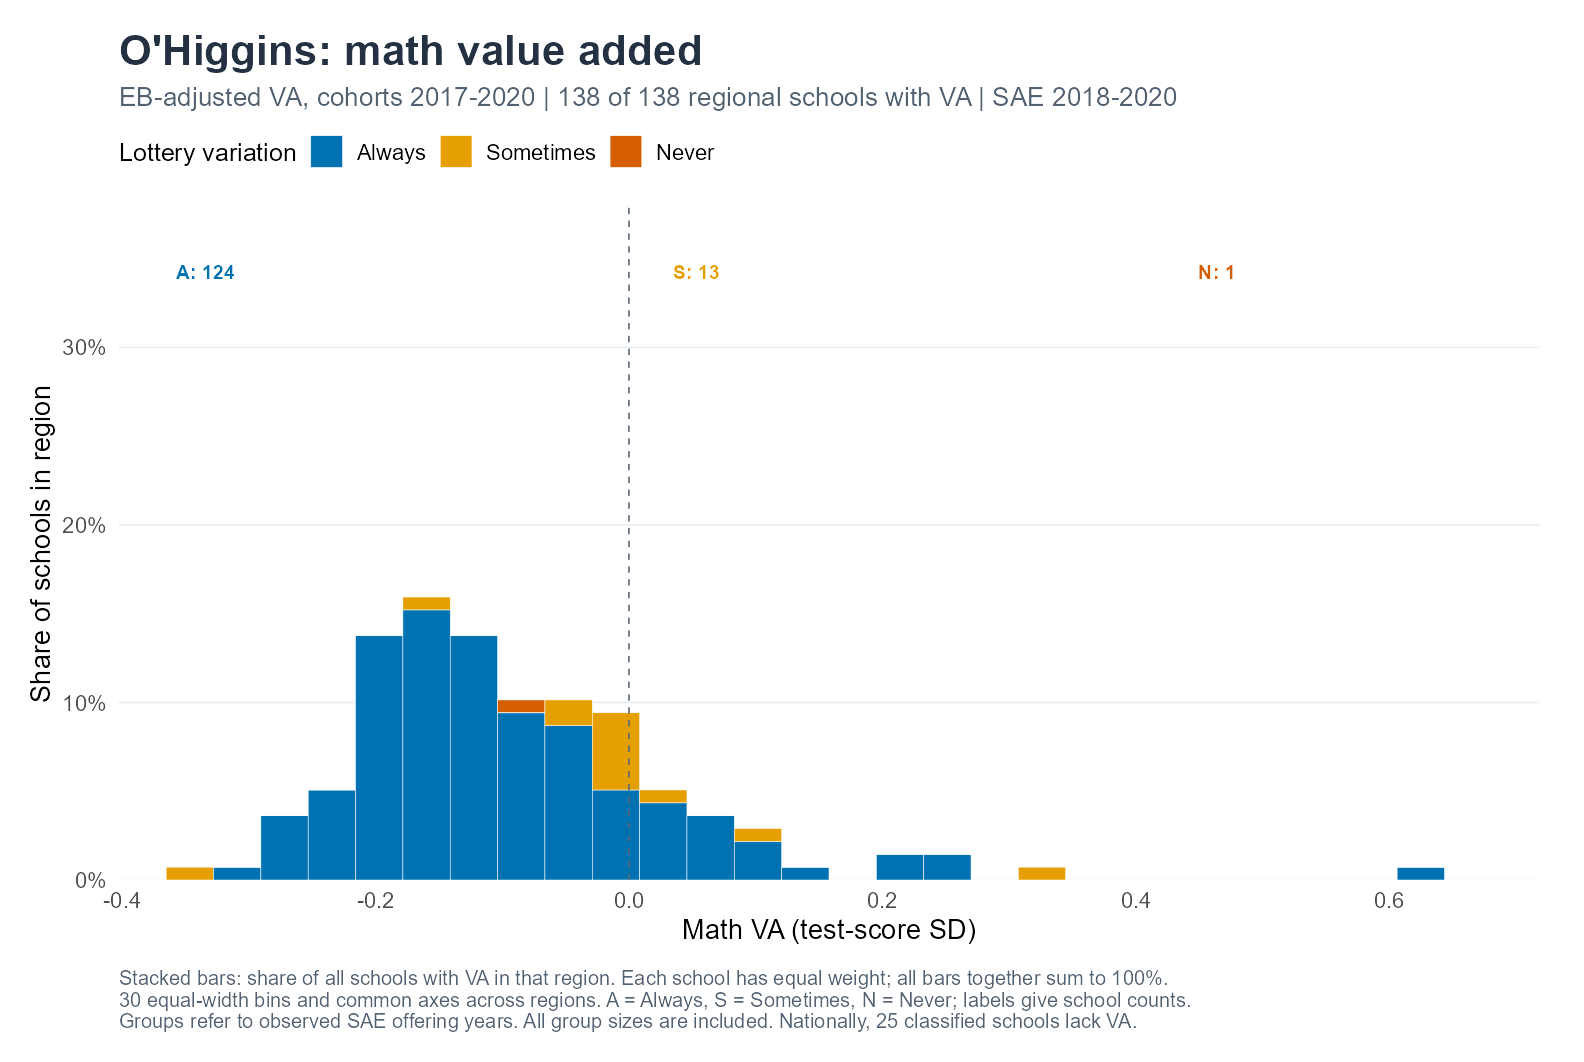 O'Higgins: math value added
EB-adjusted VA, cohorts 2017-2020 | 138 of 138 regional schools with VA | SAE 2018-2020
Lottery variation Always Sometimes Never
A: 124 S: 13 N: 1
Share of schools in region
30%
20%
10%
0%
-0.4 -0.2 0.0 0.2 0.4 0.6
Math VA (test-score SD)
Stacked bars: share of all schools with VA in that region. Each school has equal weight; all bars together sum to 100%.
30 equal-width bins and common axes across regions. A = Always, S = Sometimes, N = Never; labels give school counts.
Groups refer to observed SAE offering years. All group sizes are included. Nationally, 25 classified schools lack VA.